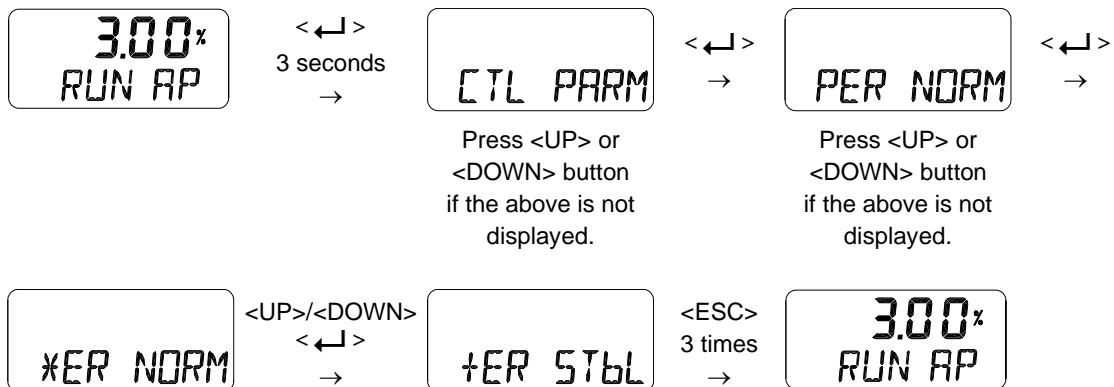 3.00%
RUN AP
< ↵ >
3 seconds
→
CTL PARM
< ↵ >
→
PER NORM
< ↵ >
→
Press <UP> or
<DOWN> button
if the above is not
displayed.
Press <UP> or
<DOWN> button
if the above is not
displayed.
*ER NORM
<UP>/<DOWN>
< ↵ >
→
+ER STbL
<ESC>
3 times
→
3.00%
RUN AP